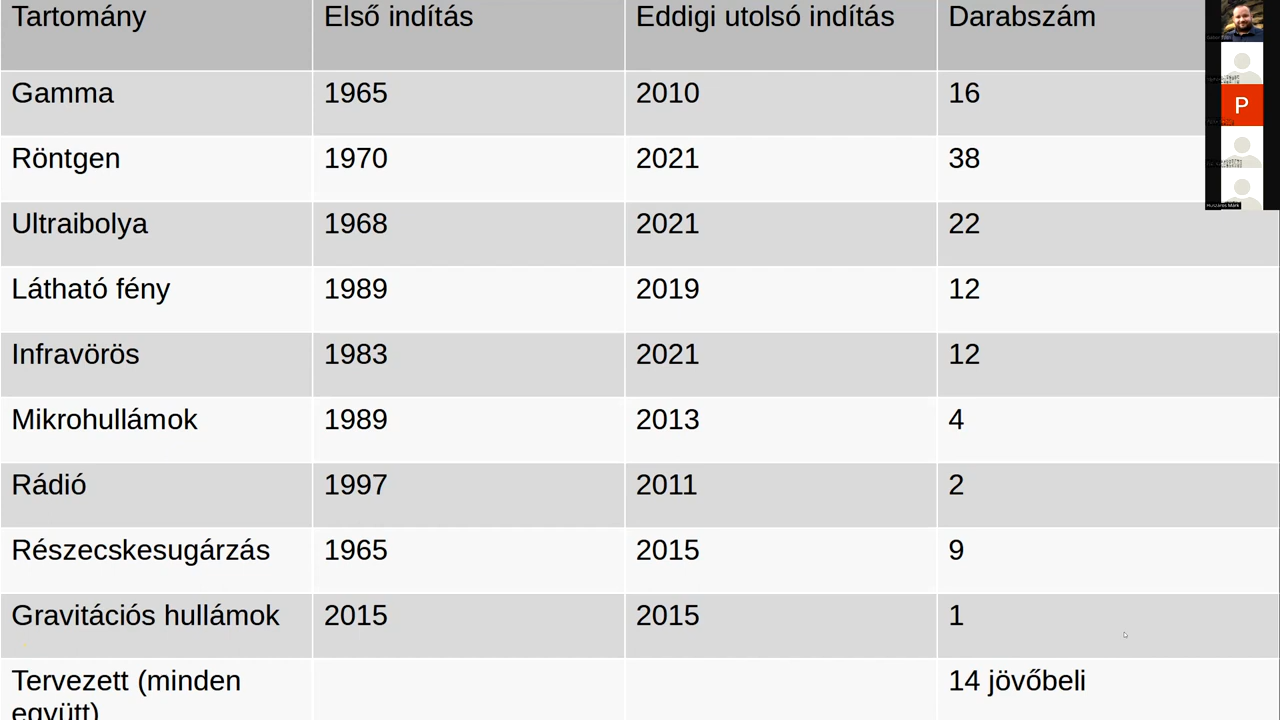 Tartomány Első indítás Eddigi utolsó indítás Darabszám
Gamma 1965 2010 16
Röntgen 1970 2021 38
Ultraibolya 1968 2021 22
Látható fény 1989 2019 12
Infravörös 1983 2021 12
Mikrohullámok 1989 2013 4
Rádió 1997 2011 2
Részecskesugárzás 1965 2015 9
Gravitációs hullámok 2015 2015 1
Tervezett (minden 14 jövőbeli
együtt)
P